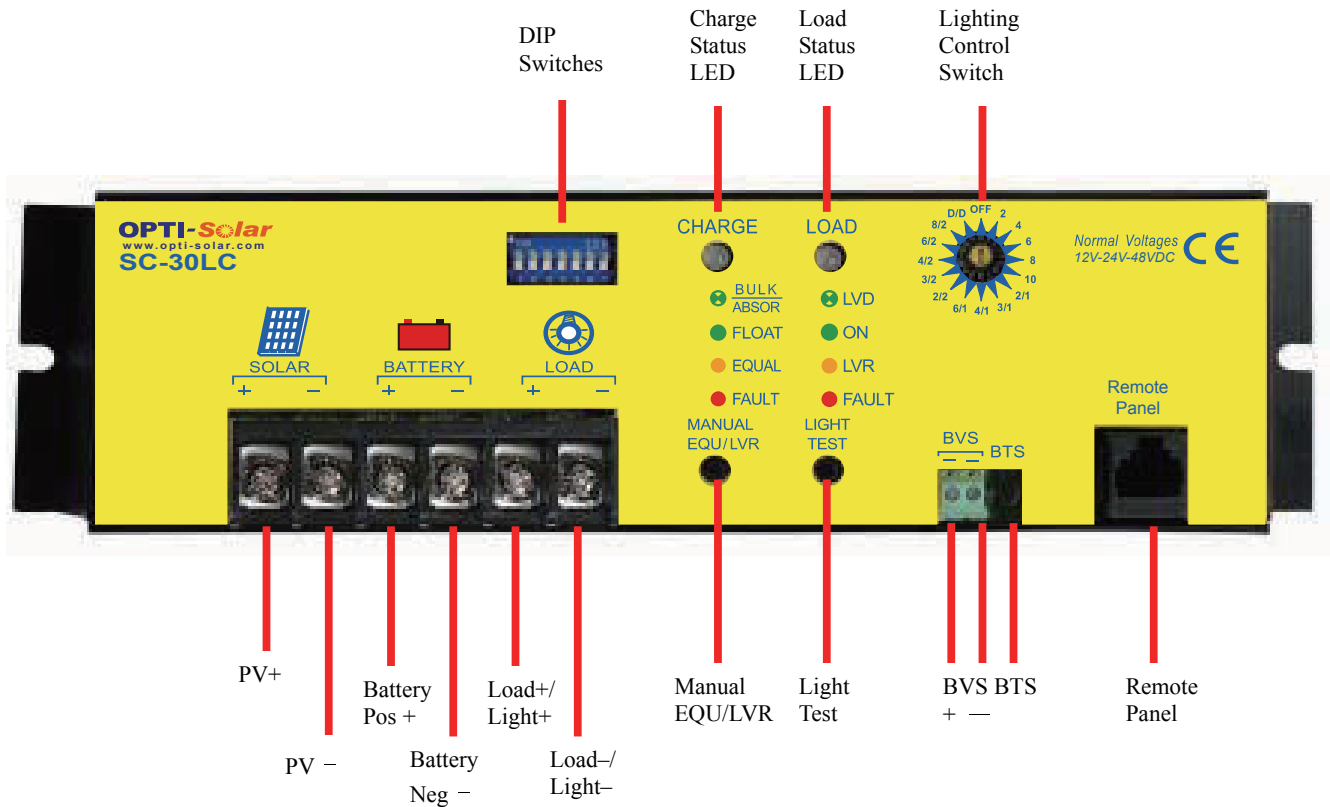 DIP
Switches
Charge
Status
LED
Load
Status
LED
Lighting
Control
Switch
OPTI-Solar
www.opti-solar.com
SC-30LC
CHARGE
LOAD
D/D
OFF
2
4
6
8
10
2/1
3/1
4/1
6/1
2/2
3/2
4/2
6/2
8/2
Normal Voltages
12V-24V-48VDC
CE
BULK
ABSOR
FLOAT
EQUAL
FAULT
LVD
ON
LVR
FAULT
SOLAR
+ −
BATTERY
+ −
LOAD
+ −
MANUAL
EQU/LVR
LIGHT
TEST
BVS
− −
BTS
Remote
Panel
PV+
PV −
Battery
Pos +
Battery
Neg −
Load+/
Light+
Load–/
Light–
Manual
EQU/LVR
Light
Test
BVS BTS
+ —
Remote
Panel